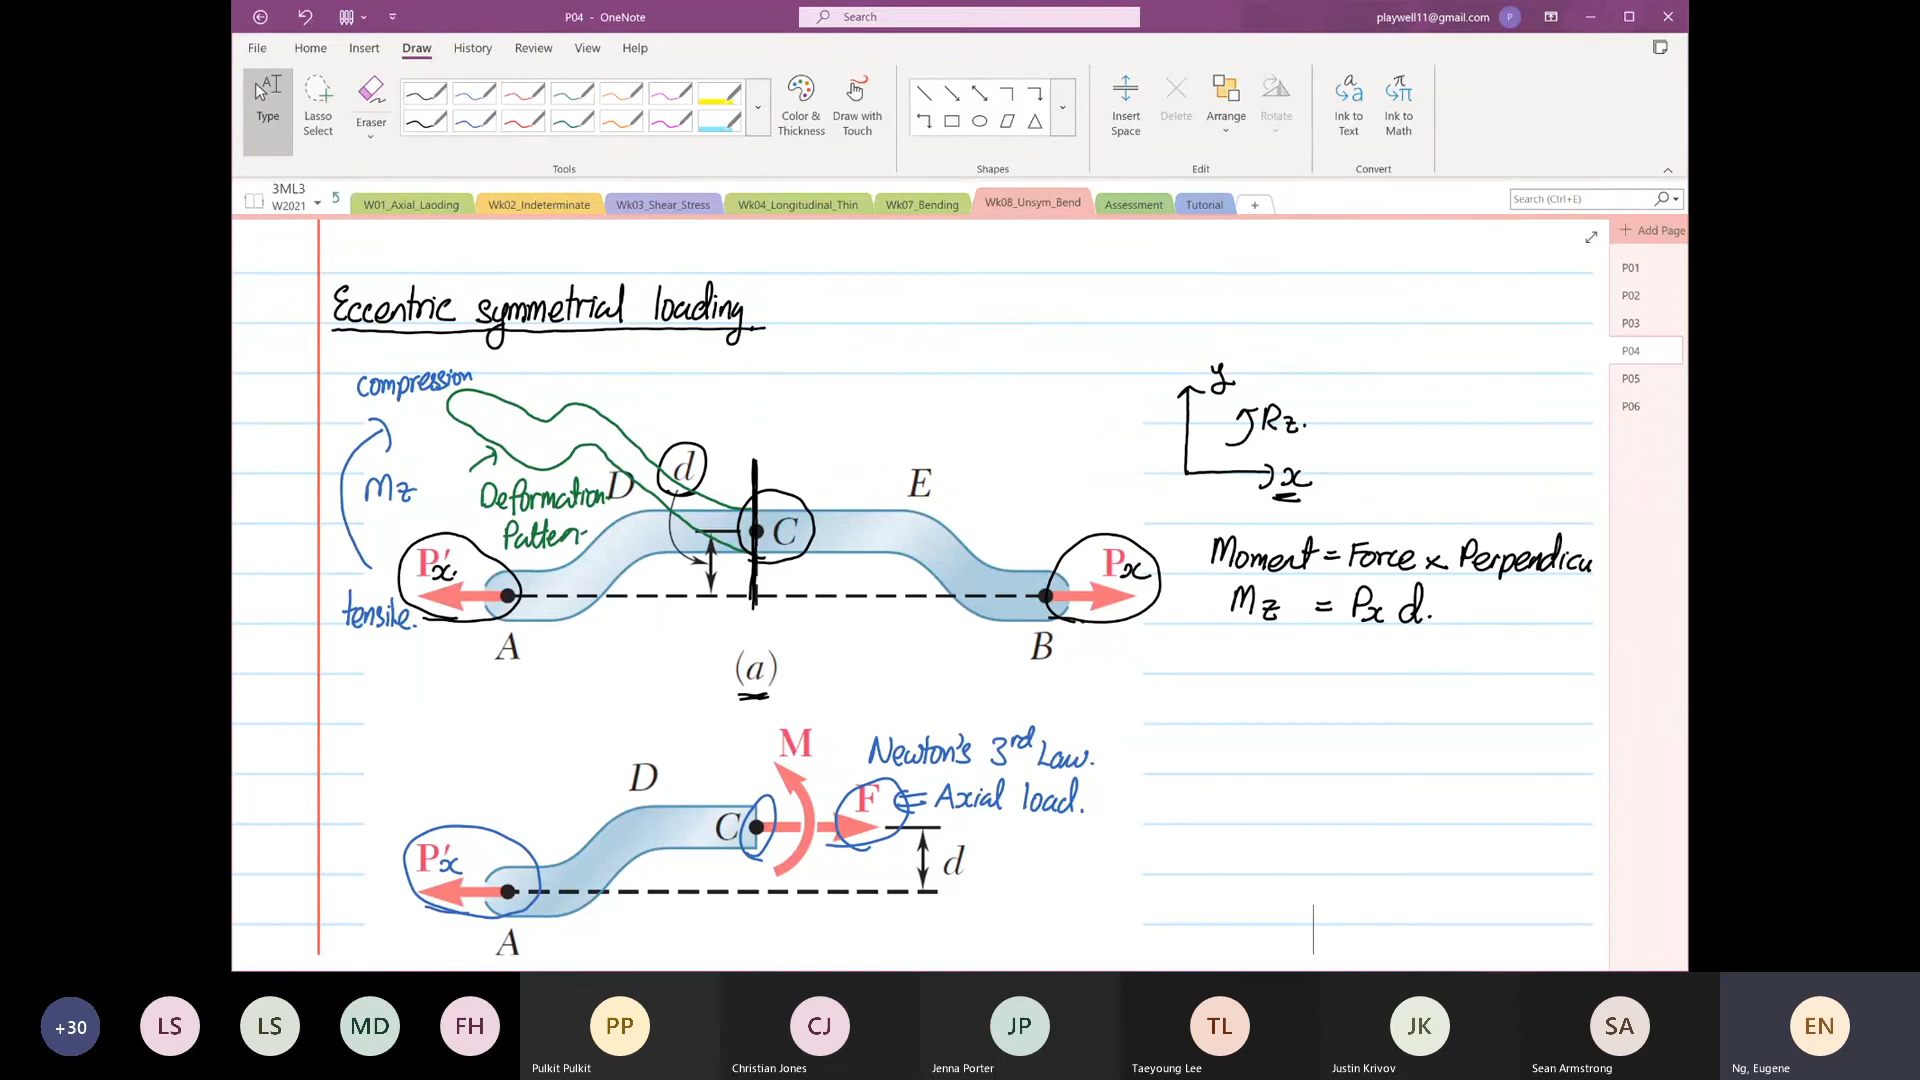 P04 - OneNote
Search
playwell11@gmail.com
P
File
Home
Insert
Draw
History
Review
View
Help
Type
Lasso Select
Eraser
Color & Thickness
Draw with Touch
Insert Space
Delete
Arrange
Rotate
Ink to Text
Ink to Math
Tools
Shapes
Edit
Convert
3ML3 W2021
W01_Axial_Laoding
Wk02_Indeterminate
Wk03_Shear_Stress
Wk04_Longitudinal_Thin
Wk07_Bending
Wk08_Unsym_Bend
Assessment
Tutorial
+
Search (Ctrl+E)
+ Add Page
P01
P02
P03
P04
P05
P06
Eccentric symmetrical loading.
compression
Mz
tensile.
Deformation
Pattern
D
d
C
E
P'x
Px
A
B
(a)
y
Rz.
x
Moment = Force x Perpendicu
Mz = Px d.
M
Newton's 3rd Law.
F = Axial load.
D
C
d
P'x
A
+30
LS
LS
MD
FH
PP
CJ
JP
TL
JK
SA
EN
Pulkit Pulkit
Christian Jones
Jenna Porter
Taeyoung Lee
Justin Krivov
Sean Armstrong
Ng, Eugene